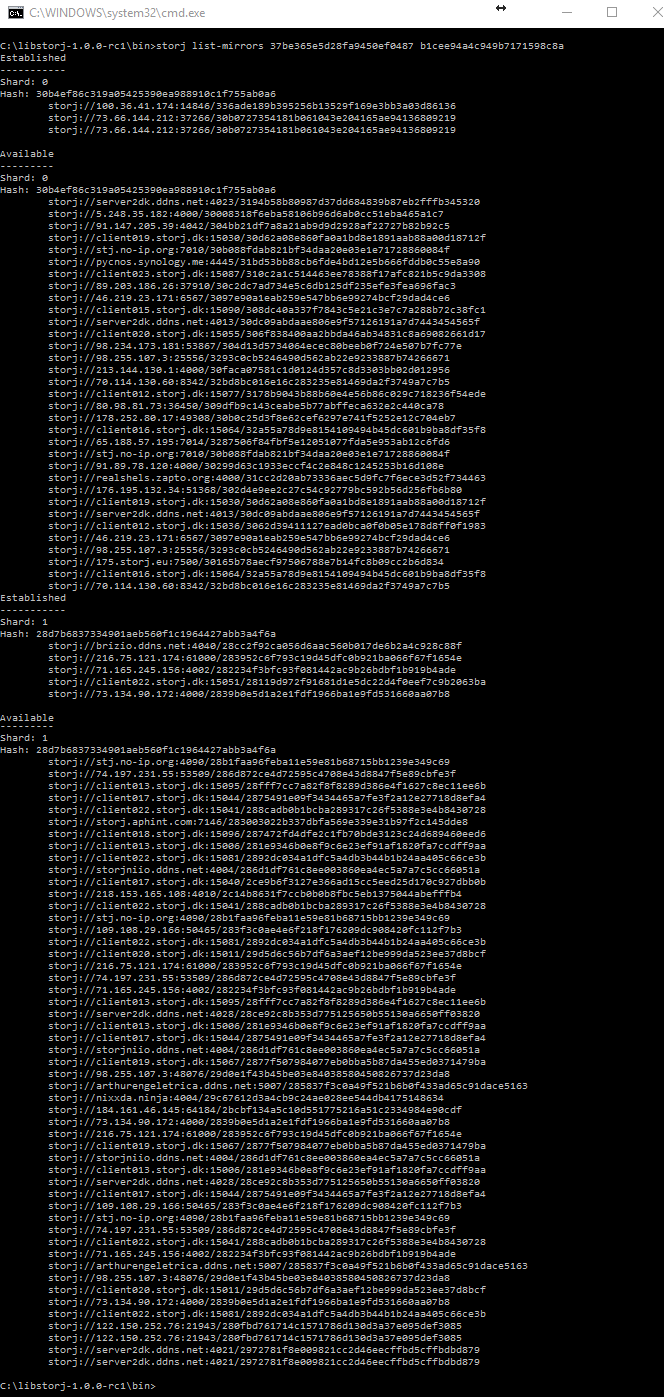 C:\WINDOWS\system32\cmd.exe
C:\libstorj-1.0.0-rc1\bin>storj list-mirrors 37be365e5d28fa9450ef0487 b1cee94a4c949b7171598c8a
Established
-----------
Shard: 0
Hash: 30b4ef86c319a05425390ea988910c1f755ab0a6
storj://100.36.41.174:14846/336ade189b395256b13529f169e3bb3a03d86136
storj://73.66.144.212:37266/30b0727354181b061043e204165ae94136809219
storj://73.66.144.212:37266/30b0727354181b061043e204165ae94136809219
Available
---------
Shard: 0
Hash: 30b4ef86c319a05425390ea988910c1f755ab0a6
storj://server2dk.ddns.net:4023/3194b58b80987d37dd684839b87eb2fffb345320
storj://5.248.35.182:4000/30008318f6eba58106b96d6ab0cc51eba465a1c7
storj://91.147.205.39:4042/304bb21df7a8a21ab9d9d2928af22727b82b92c5
storj://client019.storj.dk:15030/30d62a08e860fa0a1bd8e1891aab88a00d18712f
storj://stj.no-ip.org:7010/30b088fdab821bf34daa20e03e1e71728860084f
storj://pycnos.synology.me:4445/31bd53bb88cb6fde4bd12e5b666fddb0c55e8a90
storj://client023.storj.dk:15087/310c2a1c514463ee78388f17afc821b5c9da3308
storj://89.203.186.26:37910/30c2dc7ad734e5c6db125df235efe3fea696fac3
storj://46.219.23.171:6567/3097e90a1eab259e547bb6e99274bcf29dad4ce6
storj://client015.storj.dk:15090/308dc40a337f7843c5e21c3e7c7a288b72c38fc1
storj://server2dk.ddns.net:4013/30dc09abdaae806e9f57126191a7d7443454565f
storj://client020.storj.dk:15055/306f838400aa2bbda46ab34831c8a69082661d17
storj://98.234.173.181:53867/304d13d5734064ecec80beeb0f724e507b7fc77e
storj://98.255.107.3:25556/3293c0cb5246490d562ab22e9233887b74266671
storj://213.144.130.1:4000/30faca07581c1d0124d357c8d3303bb02d012956
storj://70.114.130.60:8342/32bd8bc016e16c283235e81469da2f3749a7c7b5
storj://client012.storj.dk:15077/3178b9043b88b60e4e56b86c029c718236f54ede
storj://80.98.81.73:36450/309dfb9c143ceabe5b77abffeca632e2c440ca78
storj://178.252.80.17:49308/30b0c25d3f8e62cef6297e741f5252e12c704eb7
storj://client016.storj.dk:15064/32a55a78d9e8154109494b45dc601b9ba8df35f8
storj://65.188.57.195:7014/3287506f84fbf5e12051077fda5e953ab12c6fd6
storj://stj.no-ip.org:7010/30b088fdab821bf34daa20e03e1e71728860084f
storj://91.89.78.120:4000/30299d63c1933eccf4c2e848c1245253b16d108e
storj://realshels.zapto.org:4000/31cc2d20ab73336aec5d9fc7f6ece3d52f734463
storj://176.195.132.34:51368/302d4e9ee2c27c54c92779bc592b56d256fb6b80
storj://client019.storj.dk:15030/30d62a08e860fa0a1bd8e1891aab88a00d18712f
storj://server2dk.ddns.net:4013/30dc09abdaae806e9f57126191a7d7443454565f
storj://client012.storj.dk:15036/3062d39411127ead0bca0f0b05e178d8ff0f1983
storj://46.219.23.171:6567/3097e90a1eab259e547bb6e99274bcf29dad4ce6
storj://98.255.107.3:25556/3293c0cb5246490d562ab22e9233887b74266671
storj://175.storj.eu:7500/30165b78aecf97506788e7b14fc8b09cc2b6d834
storj://client016.storj.dk:15064/32a55a78d9e8154109494b45dc601b9ba8df35f8
storj://70.114.130.60:8342/32bd8bc016e16c283235e81469da2f3749a7c7b5
Established
-----------
Shard: 1
Hash: 28d7b6837334901aeb560f1c1964427abb3a4f6a
storj://brizio.ddns.net:4040/28cc2f92ca056d6aac560b017de6b2a4c928c88f
storj://216.75.121.174:61000/283952c6f793c19d45dfc0b921ba066f67f1654e
storj://71.165.245.156:4002/282234f3bfc93f081442ac9b26bdbf1b919b4ade
storj://client022.storj.dk:15051/28119d972f91681d1e5dc22d4f0eef7c9b2063ba
storj://73.134.90.172:4000/2839b0e5d1a2e1fdf1966ba1e9fd531660aa07b8
Available
---------
Shard: 1
Hash: 28d7b6837334901aeb560f1c1964427abb3a4f6a
storj://stj.no-ip.org:4090/28b1faa96feba11e59e81b68715bb1239e349c69
storj://74.197.231.55:53509/286d872ce4d72595c4708e43d8847f5e89cbfe3f
storj://client013.storj.dk:15095/28fff7cc7a82f8f8289d386e4f1627c8ec11ee6b
storj://client017.storj.dk:15044/2875491e09f3434465a7fe3f2a12e27718d8efa4
storj://client022.storj.dk:15041/288cad0b1bcba289317c26f5388e3e4b8430728
storj://storj.aphint.com:7146/283003022b337dbfa569e339e31b97f2c145dde8
storj://client018.storj.dk:15096/287472fd4dfe2c1fb70bde3123c24d689460eed6
storj://client013.storj.dk:15006/281e9346b0e8f9c6e23ef91af1820fa7ccdff9aa
storj://client022.storj.dk:15081/2892dc034a1dfc5a4db3b44b1b24aa405c66ce3b
storj://storjniio.ddns.net:4004/286d1df761c8ee003860ea4ec5a7a7c5cc66051a
storj://client017.storj.dk:15040/2ce9b6f3127e366ad15cc5eed25d170c927dbb0b
storj://218.153.165.108:4010/2c14b8631f7ccb0b0b8fbc5eb1375044abefffb4
storj://client022.storj.dk:15041/288cad0b1bcba289317c26f5388e3e4b8430728
storj://stj.no-ip.org:4090/28b1faa96feba11e59e81b68715bb1239e349c69
storj://109.108.29.166:50465/283f3c0ae4e6f218f176209dc908420fc112f7b3
storj://client022.storj.dk:15081/2892dc034a1dfc5a4db3b44b1b24aa405c66ce3b
storj://client020.storj.dk:15011/29d5d6c56b7df6a3aef12be999da523ee37d8bcf
storj://216.75.121.174:61000/283952c6f793c19d45dfc0b921ba066f67f1654e
storj://74.197.231.55:53509/286d872ce4d72595c4708e43d8847f5e89cbfe3f
storj://71.165.245.156:4002/282234f3bfc93f081442ac9b26bdbf1b919b4ade
storj://client013.storj.dk:15095/28fff7cc7a82f8f8289d386e4f1627c8ec11ee6b
storj://server2dk.ddns.net:4028/28ce92c8b353d775125650b55130a6650ff03820
storj://client013.storj.dk:15006/281e9346b0e8f9c6e23ef91af1820fa7ccdff9aa
storj://client017.storj.dk:15044/2875491e09f3434465a7fe3f2a12e27718d8efa4
storj://storjniio.ddns.net:4004/286d1df761c8ee003860ea4ec5a7a7c5cc66051a
storj://client019.storj.dk:15067/2877f507984077eb0bba5b87da455ed0371479ba
storj://98.255.107.3:48076/29d0e1f43b45be03e84038580450826737d23da8
storj://arthurengeletrica.ddns.net:5007/285837f3c0a49f521b6b0f433ad65c91dace5163
storj://nixxda.ninja:4004/29c67612d3a4cb9c24ae028ee544db4175148634
storj://184.161.46.145:64184/2bcbf134a5c10d551775216a51c2334984e90cdf
storj://73.134.90.172:4000/2839b0e5d1a2e1fdf1966ba1e9fd531660aa07b8
storj://216.75.121.174:61000/283952c6f793c19d45dfc0b921ba066f67f1654e
storj://client019.storj.dk:15067/2877f507984077eb0bba5b87da455ed0371479ba
storj://storjniio.ddns.net:4004/286d1df761c8ee003860ea4ec5a7a7c5cc66051a
storj://client013.storj.dk:15006/281e9346b0e8f9c6e23ef91af1820fa7ccdff9aa
storj://server2dk.ddns.net:4028/28ce92c8b353d775125650b55130a6650ff03820
storj://client017.storj.dk:15044/2875491e09f3434465a7fe3f2a12e27718d8efa4
storj://109.108.29.166:50465/283f3c0ae4e6f218f176209dc908420fc112f7b3
storj://stj.no-ip.org:4090/28b1faa96feba11e59e81b68715bb1239e349c69
storj://74.197.231.55:53509/286d872ce4d72595c4708e43d8847f5e89cbfe3f
storj://client022.storj.dk:15041/288cad0b1bcba289317c26f5388e3e4b8430728
storj://71.165.245.156:4002/282234f3bfc93f081442ac9b26bdbf1b919b4ade
storj://arthurengeletrica.ddns.net:5007/285837f3c0a49f521b6b0f433ad65c91dace5163
storj://98.255.107.3:48076/29d0e1f43b45be03e84038580450826737d23da8
storj://client020.storj.dk:15011/29d5d6c56b7df6a3aef12be999da523ee37d8bcf
storj://73.134.90.172:4000/2839b0e5d1a2e1fdf1966ba1e9fd531660aa07b8
storj://client022.storj.dk:15081/2892dc034a1dfc5a4db3b44b1b24aa405c66ce3b
storj://122.150.252.76:21943/280fbd761714c1571786d130d3a37e095def3085
storj://122.150.252.76:21943/280fbd761714c1571786d130d3a37e095def3085
storj://server2dk.ddns.net:4021/2972781f8e009821cc2d46eecffbd5cffbdbd879
storj://server2dk.ddns.net:4021/2972781f8e009821cc2d46eecffbd5cffbdbd879
C:\libstorj-1.0.0-rc1\bin>